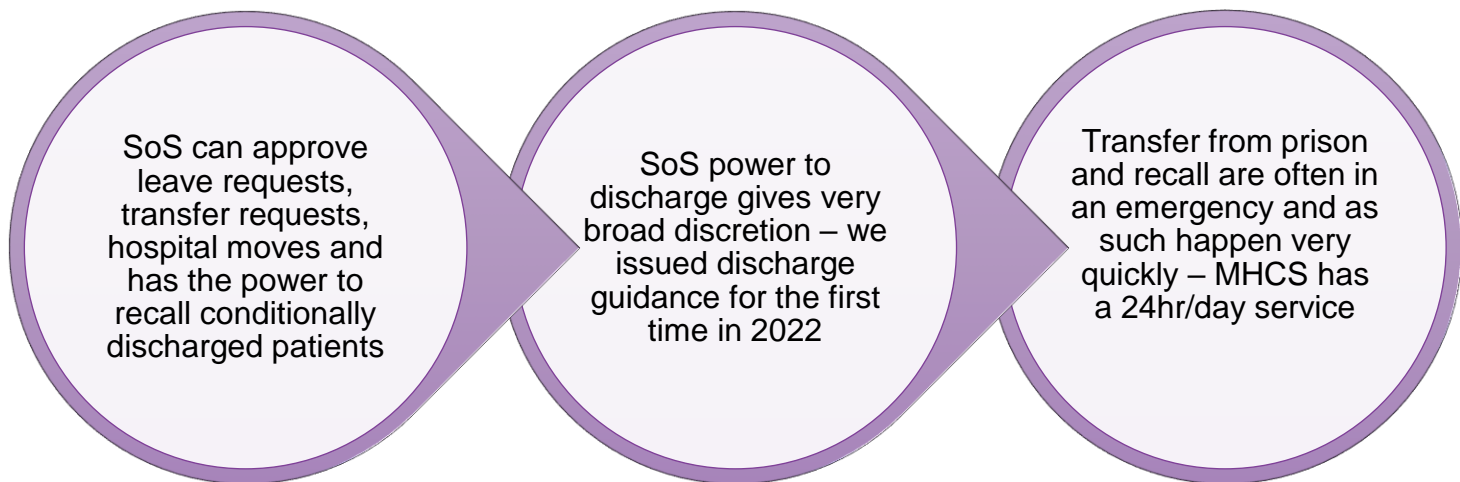 SoS can approve
leave requests,
transfer requests,
hospital moves and
has the power to
recall conditionally
discharged patients
SoS power to
discharge gives very
broad discretion – we
issued discharge
guidance for the first
time in 2022
Transfer from prison
and recall are often in
an emergency and as
such happen very
quickly – MHCS has
a 24hr/day service